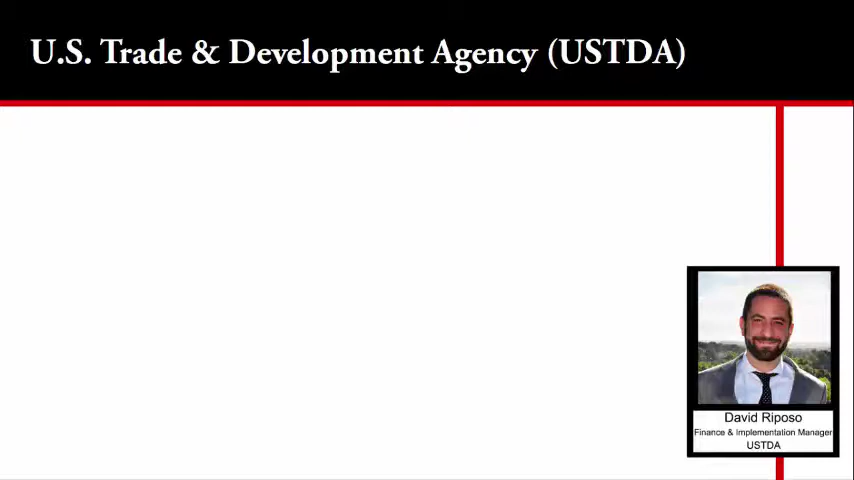 U.S. Trade & Development Agency (USTDA)
David Riposo
Finance & Implementation Manager
USTDA